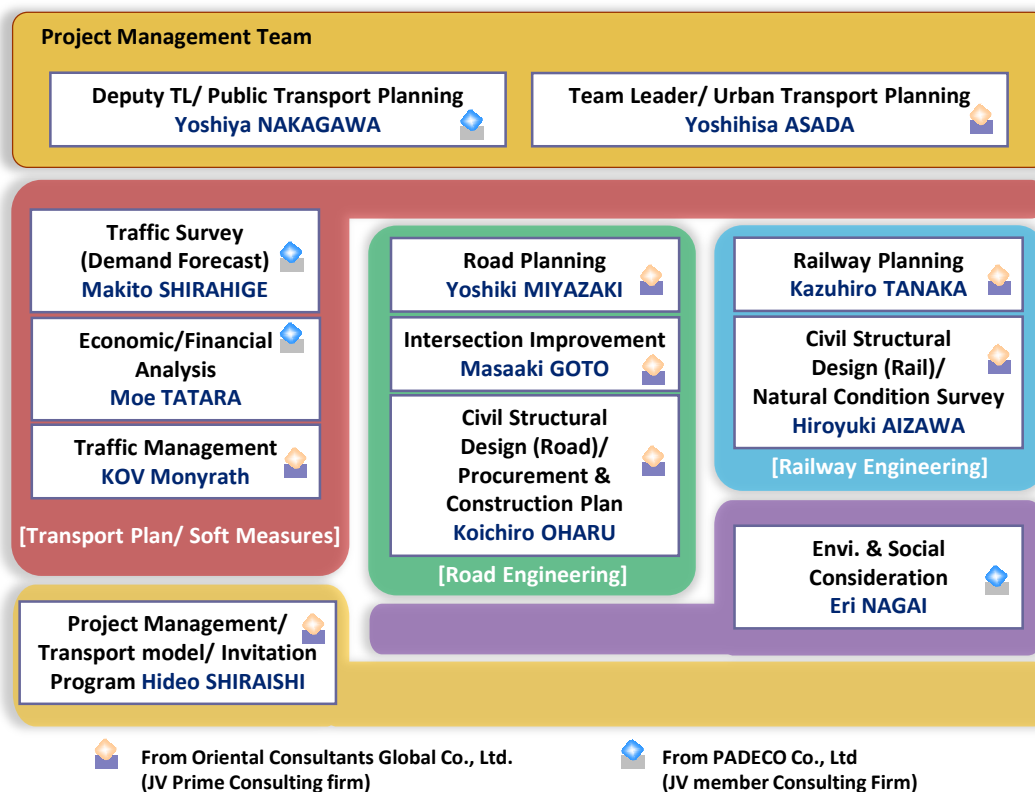 Project Management Team
Deputy TL/ Public Transport Planning
Yoshiya NAKAGAWA
Team Leader/ Urban Transport Planning
Yoshihisa ASADA
Traffic Survey
(Demand Forecast)
Makito SHIRAHIGE
Economic/Financial
Analysis
Moe TATARA
Traffic Management
KOV Monyrath
[Transport Plan/ Soft Measures]
Road Planning
Yoshiki MIYAZAKI
Intersection Improvement
Masaaki GOTO
Civil Structural
Design (Road)/
Procurement &
Construction Plan
Koichiro OHARU
[Road Engineering]
Railway Planning
Kazuhiro TANAKA
Civil Structural
Design (Rail)/
Natural Condition Survey
Hiroyuki AIZAWA
[Railway Engineering]
Envi. & Social
Consideration
Eri NAGAI
Project Management/
Transport model/ Invitation
Program Hideo SHIRAISHI
From Oriental Consultants Global Co., Ltd.
(JV Prime Consulting firm)
From PADECO Co., Ltd
(JV member Consulting Firm)